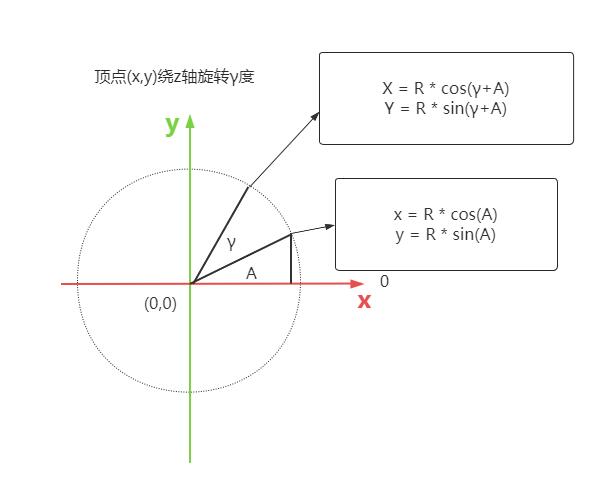 顶点(x,y)绕z轴旋转γ度
X = R * cos(γ+A)
Y = R * sin(γ+A)
y
x = R * cos(A)
y = R * sin(A)
γ
A
0
(0,0)
x